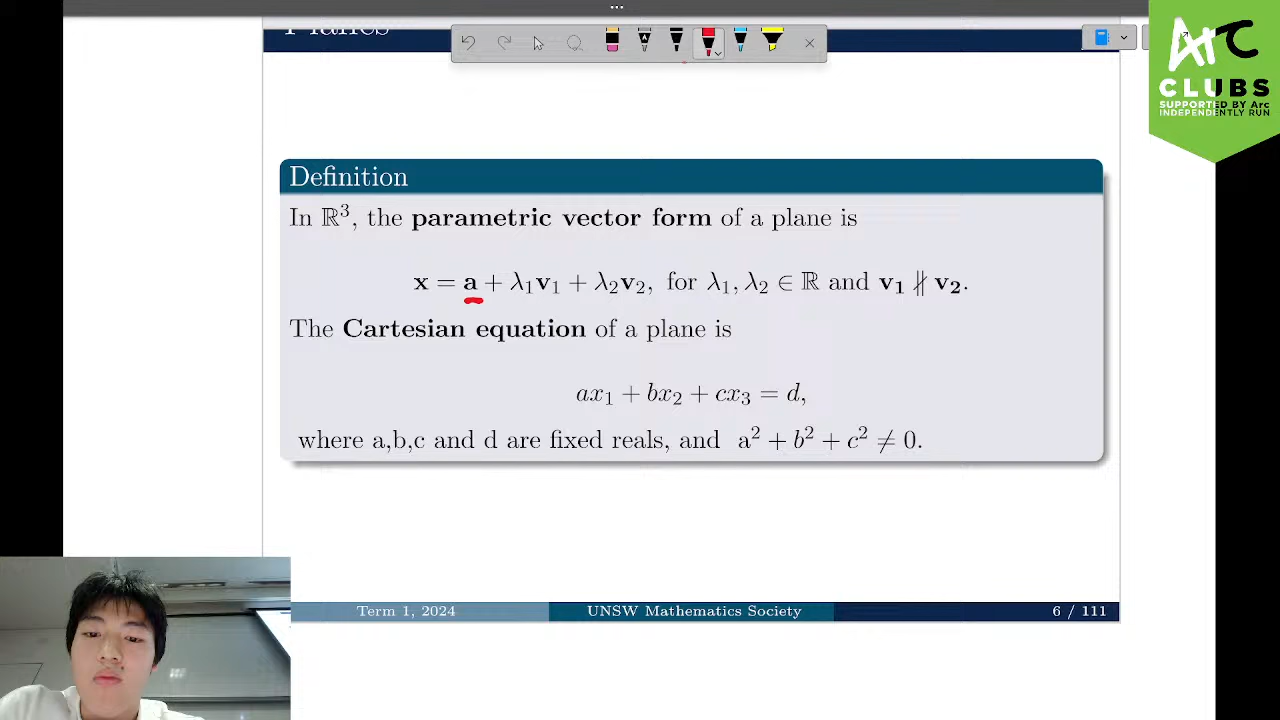 Planes
Arc
CLUBS
SUPPORTED BY Arc
INDEPENDENTLY RUN
Definition
In ℝ³, the parametric vector form of a plane is
x = a + λ₁v₁ + λ₂v₂, for λ₁, λ₂ ∈ ℝ and v₁ ∦ v₂.
The Cartesian equation of a plane is
ax₁ + bx₂ + cx₃ = d,
where a,b,c and d are fixed reals, and a² + b² + c² ≠ 0.
Term 1, 2024
UNSW Mathematics Society
6 / 111